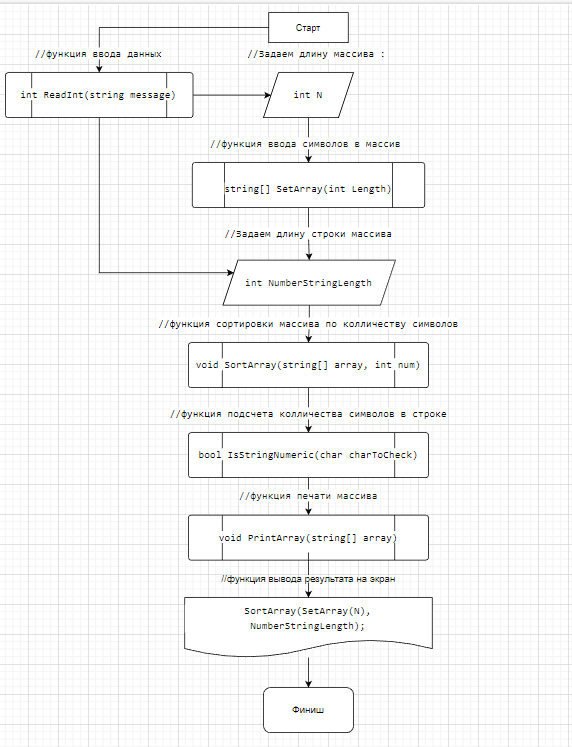 Старт
//функция ввода данных
//Задаем длину массива :
int ReadInt(string message)
int N
//функция ввода символов в массив
string[] SetArray(int Length)
//Задаем длину строки массива
int NumberStringLength
//функция сортировки массива по колличеству символов
void SortArray(string[] array, int num)
//функция подсчета колличества символов в строке
bool IsStringNumeric(char charToCheck)
//функция печати массива
void PrintArray(string[] array)
//функция вывода результата на экран
SortArray(SetArray(N),
NumberStringLength);
Финиш